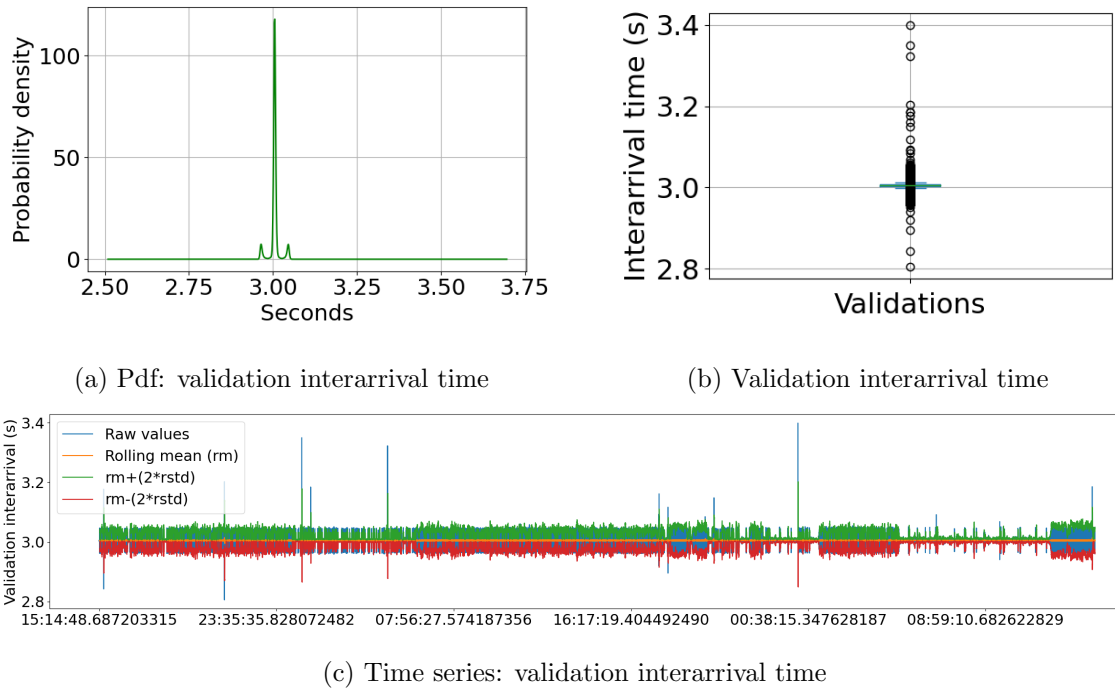 Probability density
100
50
0
2.50 2.75 3.00 3.25 3.50 3.75
Seconds
(a) Pdf: validation interarrival time
Interarrival time (s)
3.4
3.2
3.0
2.8
Validations
(b) Validation interarrival time
Validation interarrival (s)
3.4
3.2
3.0
2.8
Raw values
Rolling mean (rm)
rm+(2*rstd)
rm-(2*rstd)
15:14:48.687203315 23:35:35.828072482 07:56:27.574187356 16:17:19.404492490 00:38:15.347628187 08:59:10.682622829
(c) Time series: validation interarrival time